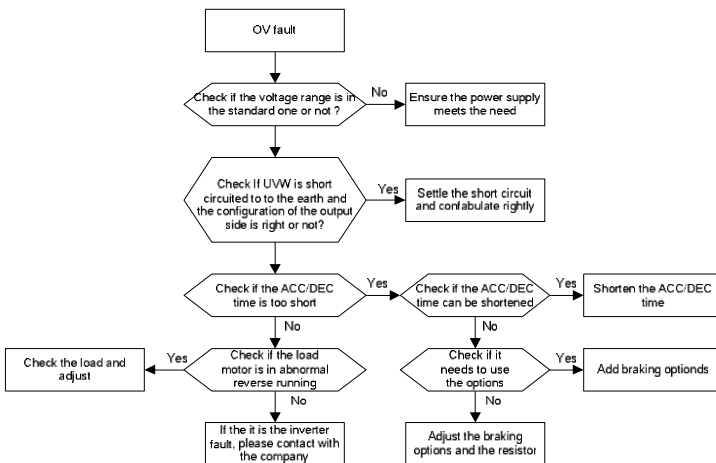 OV fault
Check if the voltage range is in
the standard one or not ?
No
Ensure the power supply
meets the need
Check If UVW is short
circuited to to the earth and
the configuration of the output
side is right or not?
Yes
Settle the short circuit
and confabulate rightly
Check if the ACC/DEC
time is too short
Yes
Check if the ACC/DEC
time can be shortened
Yes
Shorten the ACC/DEC
time
No
No
Check the load and
adjust
Yes
Check if the load
motor is in abnormal
reverse running
Check if it
needs to use
the options
Yes
Add braking optionds
No
No
If the it is the inverter
fault, please contact with
the company
Adjust the braking
options and the resistor